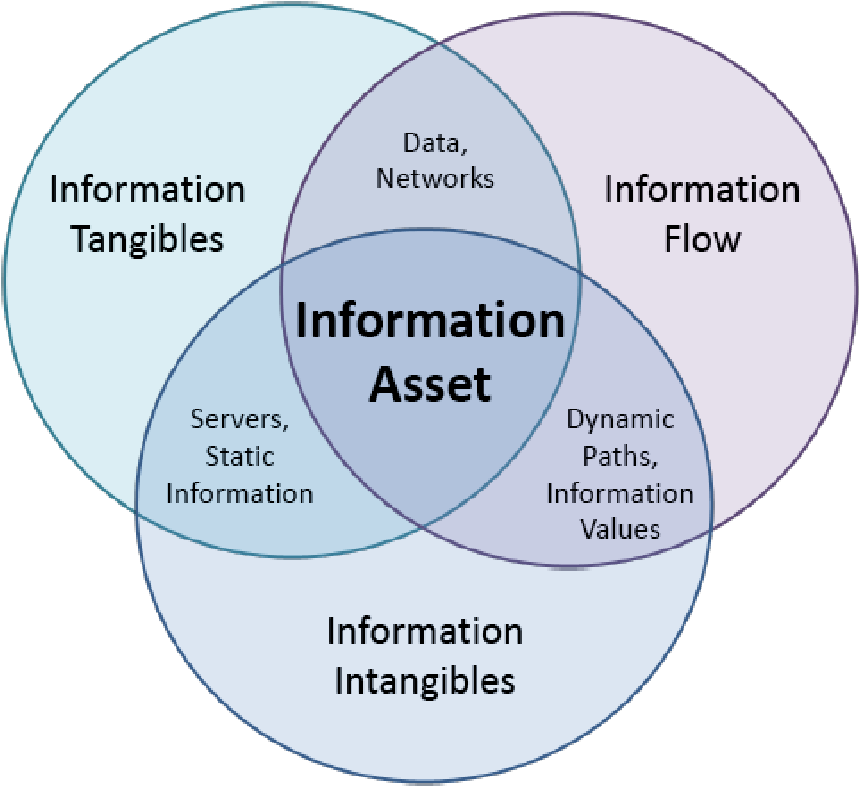 Data,
Networks
Information
Tangibles
Information
Flow
Information
Asset
Servers,
Static
Information
Dynamic
Paths,
Information
Values
Information
Intangibles